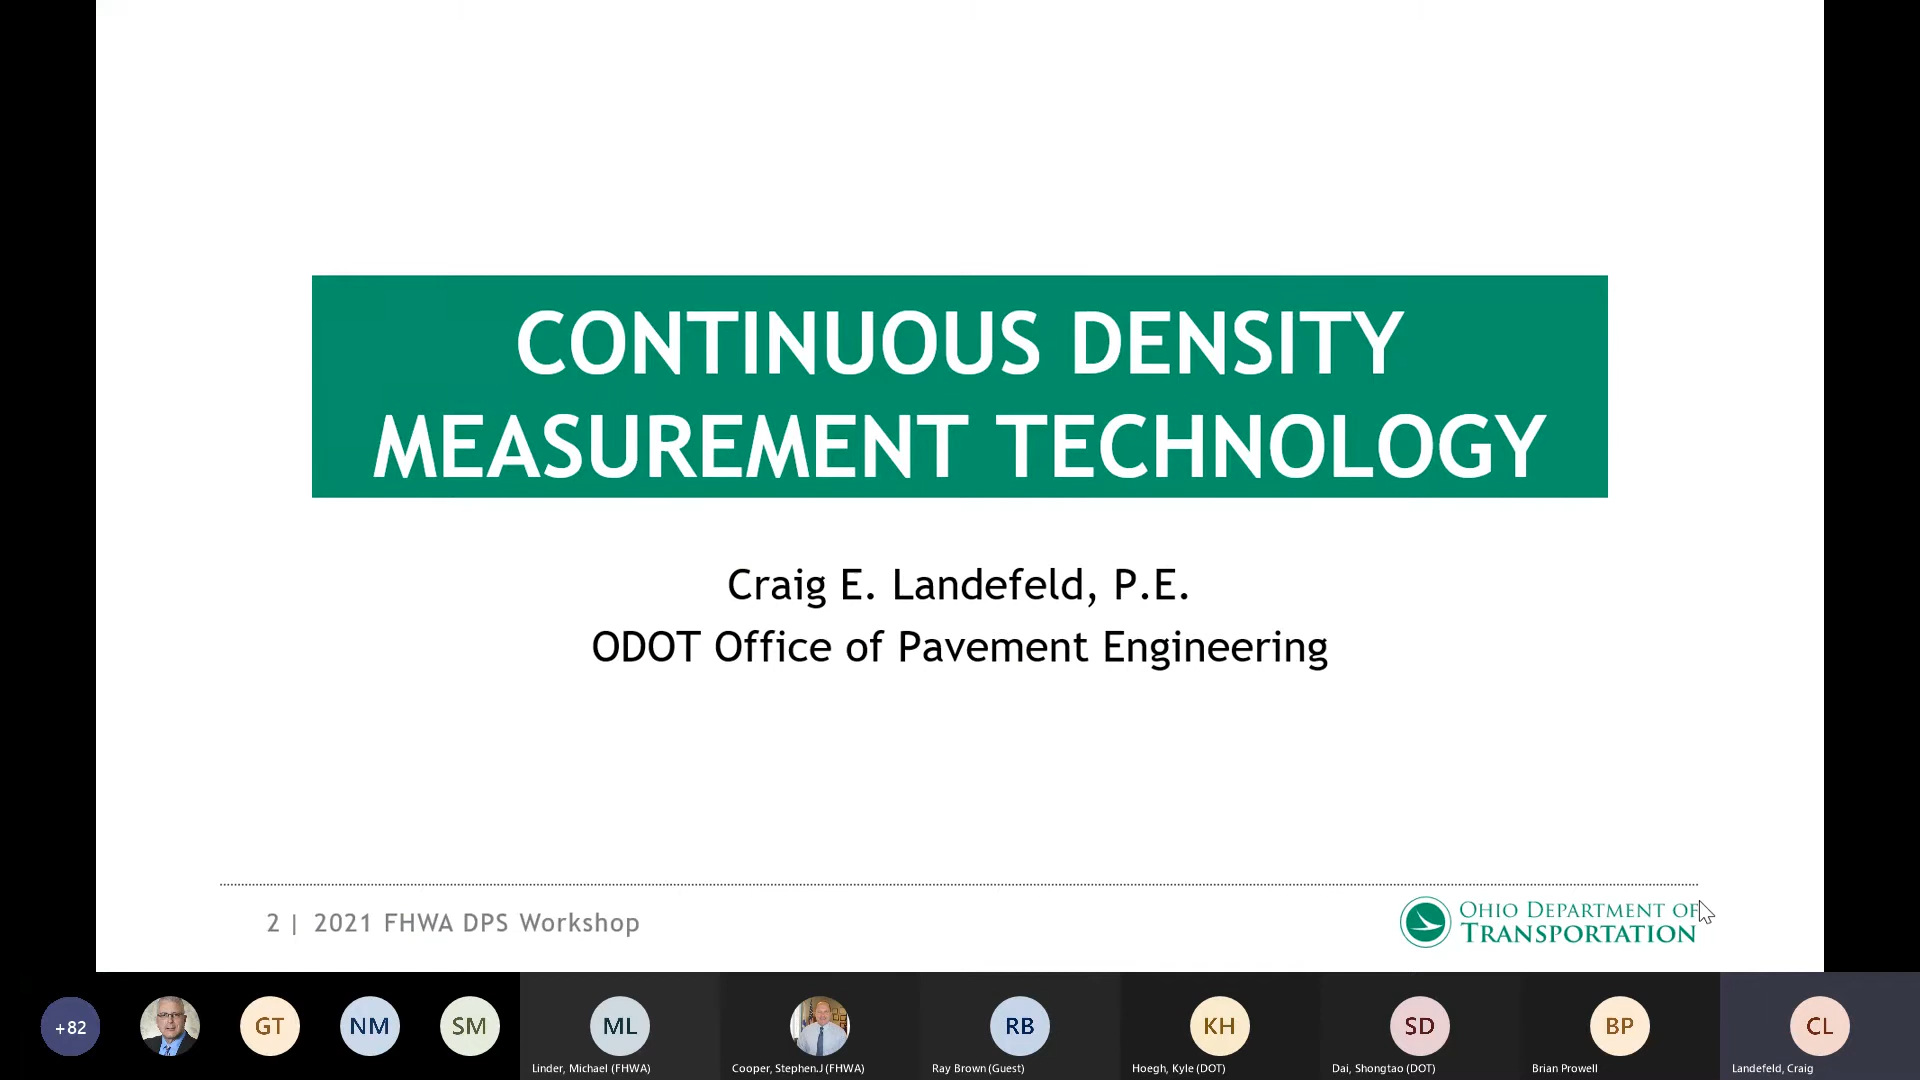 CONTINUOUS DENSITY
MEASUREMENT TECHNOLOGY
Craig E. Landefeld, P.E.
ODOT Office of Pavement Engineering
2 | 2021 FHWA DPS Workshop
OHIO DEPARTMENT OF
TRANSPORTATION
+82
GT
NM
SM
ML
RB
KH
SD
BP
CL
Linder, Michael (FHWA)
Cooper, Stephen.J (FHWA)
Ray Brown (Guest)
Hoegh, Kyle (DOT)
Dai, Shongtao (DOT)
Brian Prowell
Landefeld, Craig